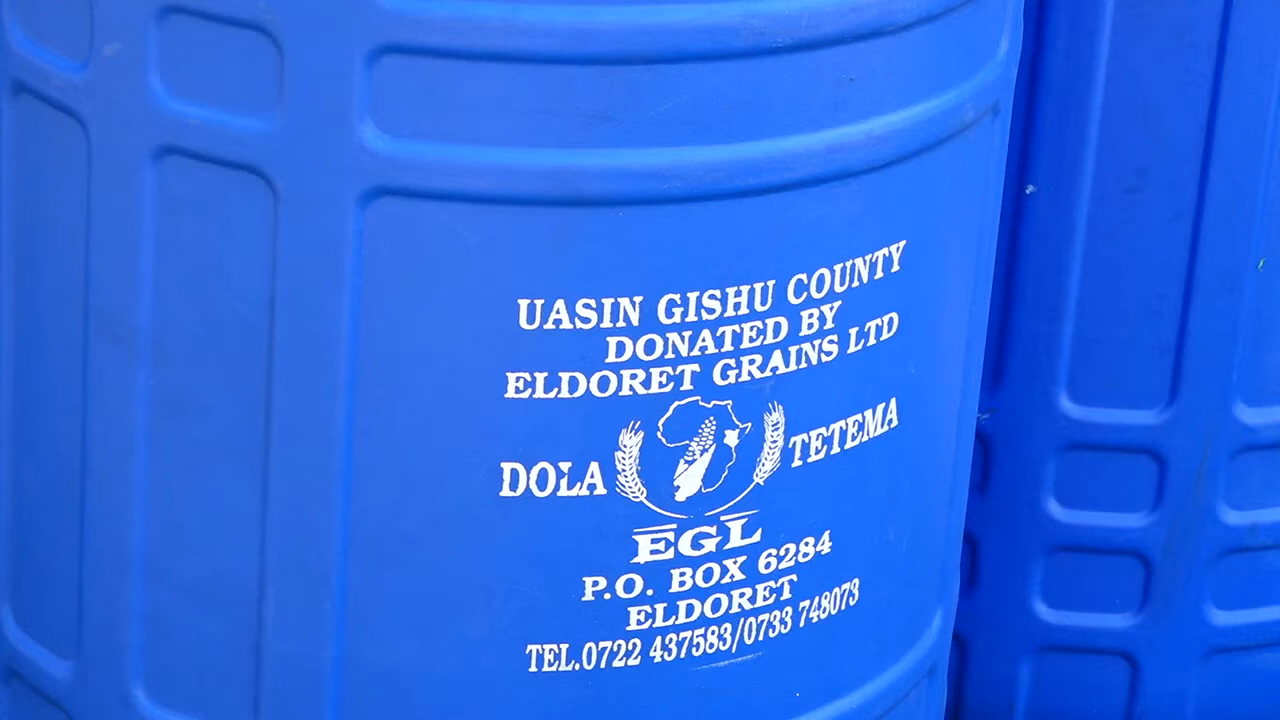 UASIN GISHU COUNTY
DONATED BY
ELDORET GRAINS LTD
DOLA TETEMA
EGL
P.O. BOX 6284
ELDORET
TEL.0722 437583/0733 748073